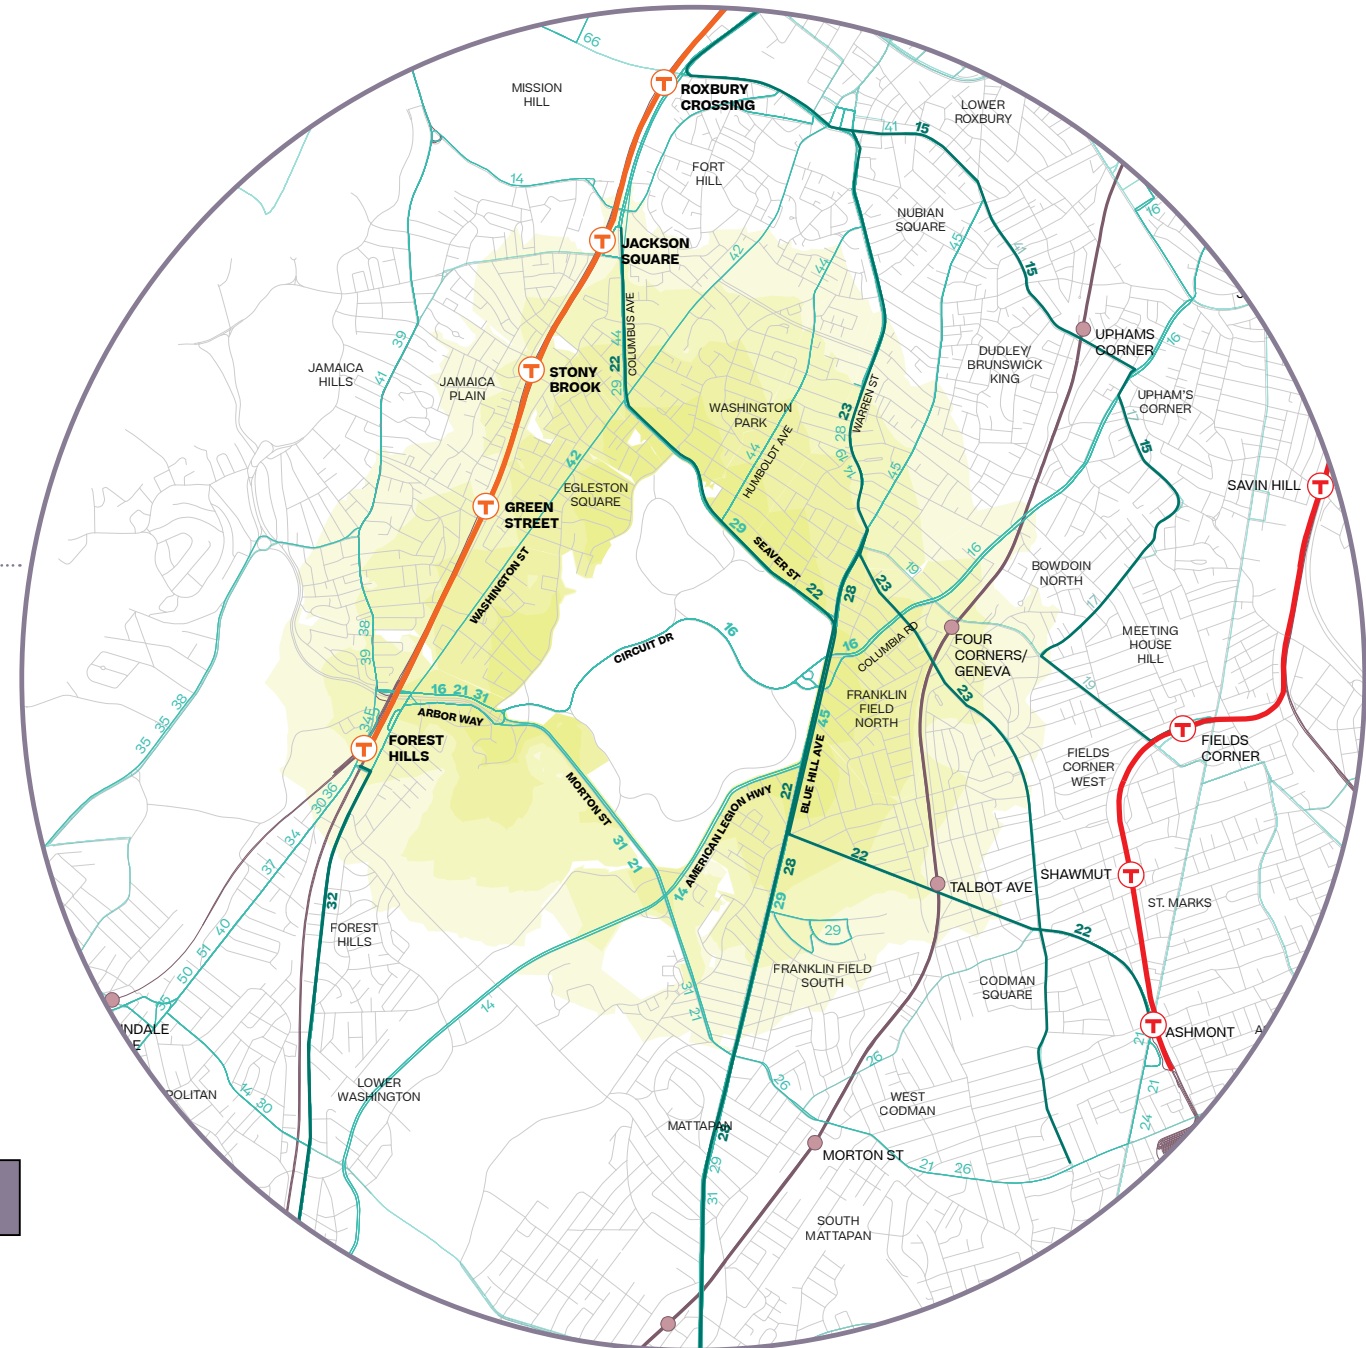 66
MISSION
HILL
T
ROXBURY
CROSSING
LOWER
ROXBURY
41
15
FORT
HILL
14
16
NUBIAN
SQUARE
45
41
15
T
JACKSON
SQUARE
42
44
COLUMBUS AVE
44
22
29
39
41
JAMAICA
HILLS
JAMAICA
PLAIN
T
STONY
BROOK
UPHAMS
CORNER
16
DUDLEY/
BRUNSWICK
KING
UPHAM'S
CORNER
17
15
WASHINGTON
PARK
23
WARREN ST
28
19
14
44
HUMBOLDT AVE
45
42
EGLESTON
SQUARE
T
GREEN
STREET
SAVIN HILL
T
29
SEAVER ST
22
28
23
19
16
BOWDOIN
NORTH
17
WASHINGTON ST
38
39
CIRCUIT DR
16
16
COLUMBIA RD
FOUR
CORNERS/
GENEVA
MEETING
HOUSE
HILL
19
23
FRANKLIN
FIELD
NORTH
16 21 31
ARBOR WAY
34E
T
FOREST
HILLS
38
35
35
45
BLUE HILL AVE
22
T
FIELDS
CORNER
FIELDS
CORNER
WEST
MORTON ST
31
21
AMERICAN LEGION HWY
14
36
30
34
37
28
22
29
29
TALBOT AVE
SHAWMUT
T
ST. MARKS
32
FOREST
HILLS
40
51
50
35
22
FRANKLIN FIELD
SOUTH
CODMAN
SQUARE
31
21
14
INDALE
E
T
ASHMONT
21
21
24
26
26
WEST
CODMAN
LOWER
WASHINGTON
POLITAN
14
30
MATTAPAN
28
29
31
MORTON ST
21
26
SOUTH
MATTAPAN